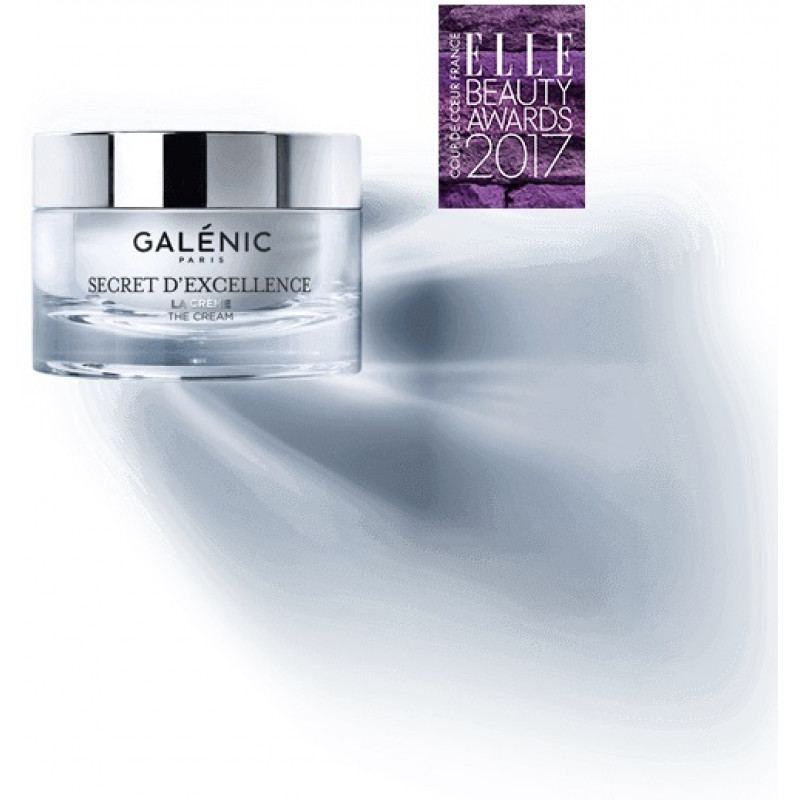 GALÉNIC
PARIS
SECRET D'EXCELLENCE
LA CRÈME
THE CREAM
COUP DE CŒUR FRANCE
ELLE
BEAUTY
AWARDS
2017